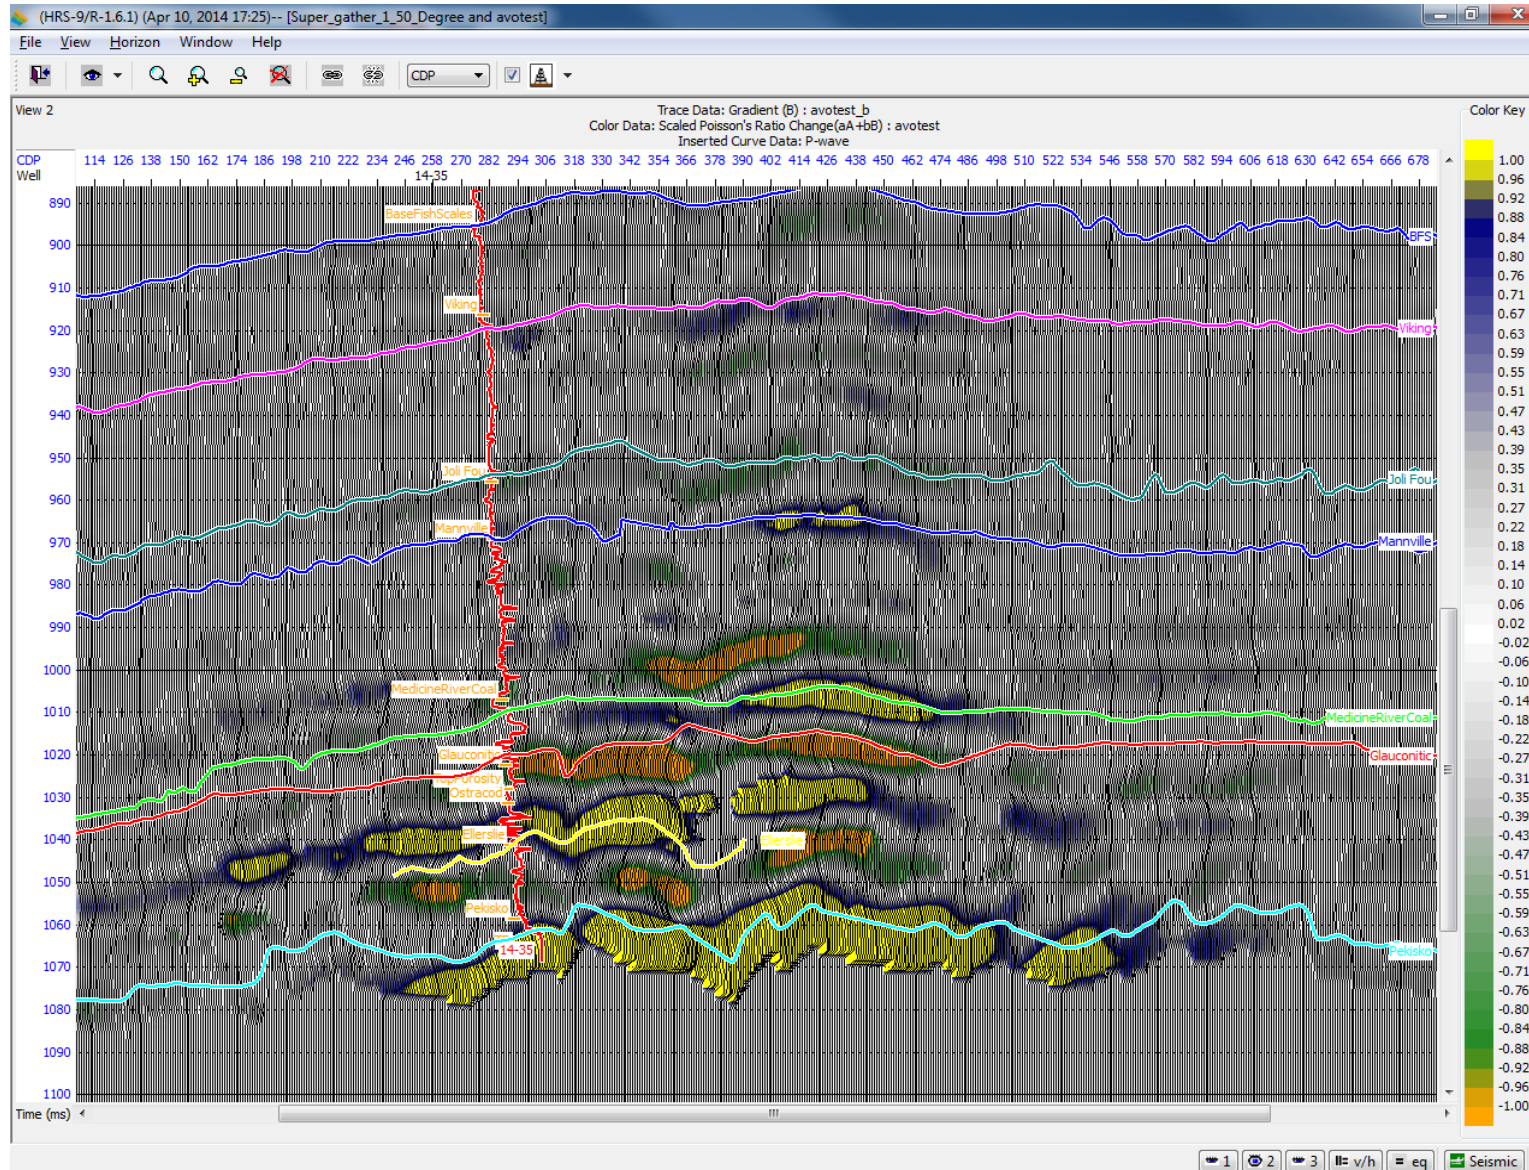 (HRS-9/R-1.6.1) (Apr 10, 2014 17:25)-- [Super_gather_1_50_Degree and avotest]
File View Horizon Window Help
CDP
View 2
Trace Data: Gradient (B) : avotest_b
Color Data: Scaled Poisson's Ratio Change(aA+bB) : avotest
Inserted Curve Data: P-wave
Color Key
CDP 114 126 138 150 162 174 186 198 210 222 234 246 258 270 282 294 306 318 330 342 354 366 378 390 402 414 426 438 450 462 474 486 498 510 522 534 546 558 570 582 594 606 618 630 642 654 666 678
Well 14-35
890
900
910
920
930
940
950
960
970
980
990
1000
1010
1020
1030
1040
1050
1060
1070
1080
1090
1100
BaseFishScales
BFS
Viking
Viking
Joli Fou
Joli Fou
Mannville
Mannville
MedicineRiverCoal
MedicineRiverCoal
Glauconitic
Glauconitic
TopPorosity
Ostracod
Ellerslie
Ellerslie
Pekisko
14-35
Pekisko
1.00
0.96
0.92
0.88
0.84
0.80
0.76
0.71
0.67
0.63
0.59
0.55
0.51
0.47
0.43
0.39
0.35
0.31
0.27
0.22
0.18
0.14
0.10
0.06
0.02
-0.02
-0.06
-0.10
-0.14
-0.18
-0.22
-0.27
-0.31
-0.35
-0.39
-0.43
-0.47
-0.51
-0.55
-0.59
-0.63
-0.67
-0.71
-0.76
-0.80
-0.84
-0.88
-0.92
-0.96
-1.00
Time (ms)
1 2 3 v/h eq Seismic